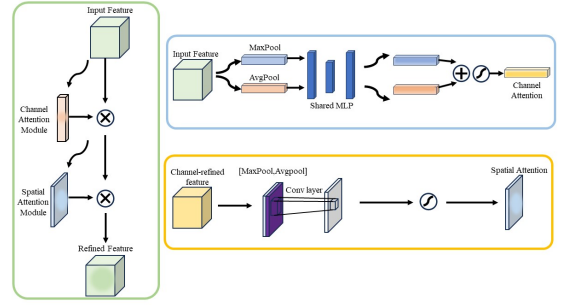 Input Feature
Channel
Attention
Module
Spatial
Attention
Module
Refined Feature
Input Feature
MaxPool
AvgPool
Shared MLP
Channel
Attention
Channel-refined
feature
[MaxPool,Avgpool]
Conv layer
Spatial Attention